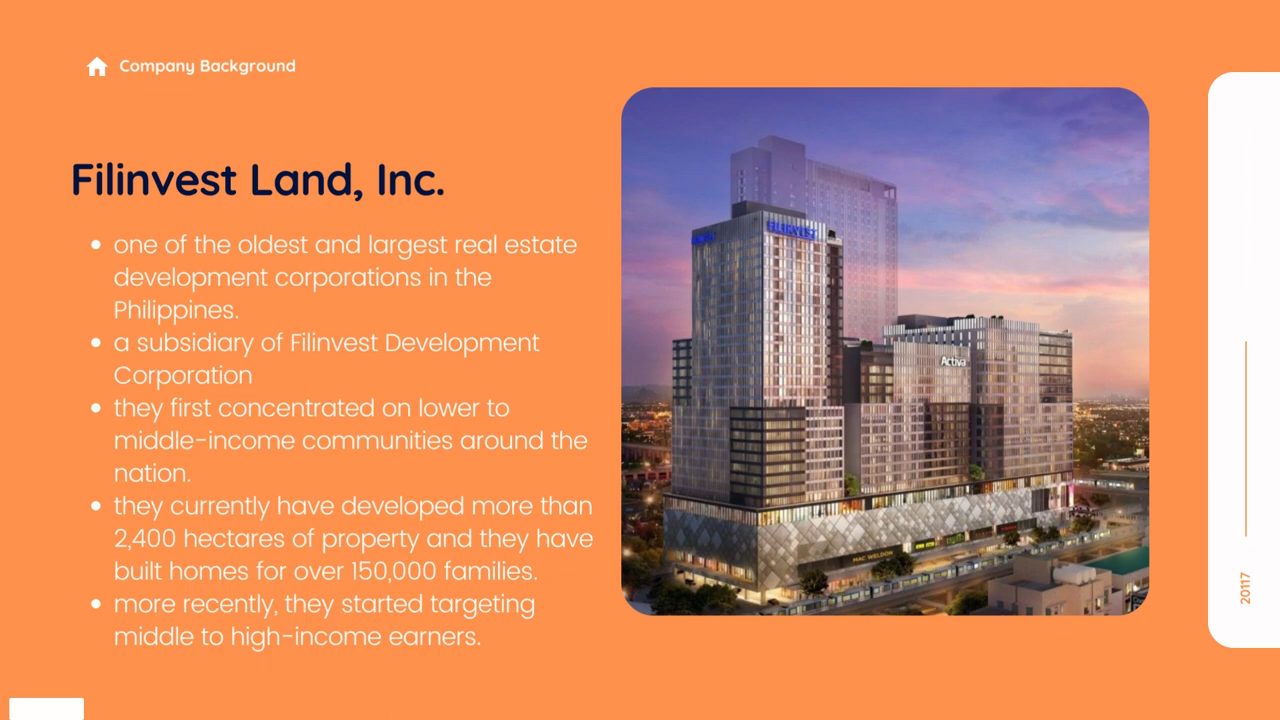 Company Background
Filinvest Land, Inc.
• one of the oldest and largest real estate
development corporations in the
Philippines.
• a subsidiary of Filinvest Development
Corporation
• they first concentrated on lower to
middle-income communities around the
nation.
• they currently have developed more than
2,400 hectares of property and they have
built homes for over 150,000 families.
• more recently, they started targeting
middle to high-income earners.
FILINVEST
Activa
MAC WELDON
20117